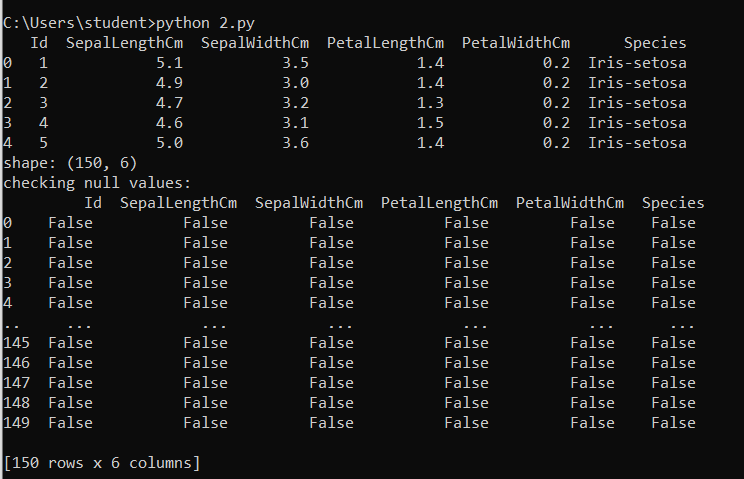 C:\Users\student>python 2.py
   Id  SepalLengthCm  SepalWidthCm  PetalLengthCm  PetalWidthCm      Species
0   1            5.1           3.5            1.4           0.2  Iris-setosa
1   2            4.9           3.0            1.4           0.2  Iris-setosa
2   3            4.7           3.2            1.3           0.2  Iris-setosa
3   4            4.6           3.1            1.5           0.2  Iris-setosa
4   5            5.0           3.6            1.4           0.2  Iris-setosa
shape: (150, 6)
checking null values:
        Id  SepalLengthCm  SepalWidthCm  PetalLengthCm  PetalWidthCm  Species
0    False          False         False          False         False    False
1    False          False         False          False         False    False
2    False          False         False          False         False    False
3    False          False         False          False         False    False
4    False          False         False          False         False    False
..     ...            ...           ...            ...           ...      ...
145  False          False         False          False         False    False
146  False          False         False          False         False    False
147  False          False         False          False         False    False
148  False          False         False          False         False    False
149  False          False         False          False         False    False
[150 rows x 6 columns]